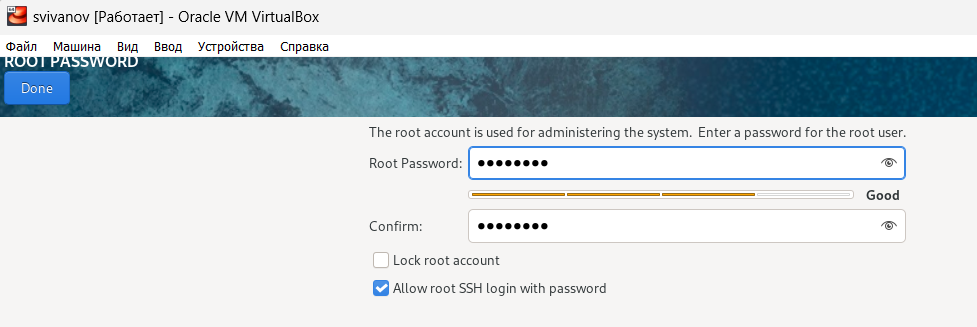 svivanov [Работает] - Oracle VM VirtualBox
Файл Машина Вид Ввод Устройства Справка
ROOT PASSWORD
Done
The root account is used for administering the system. Enter a password for the root user.
Root Password: ●●●●●●●●
Good
Confirm: ●●●●●●●●
Lock root account
Allow root SSH login with password